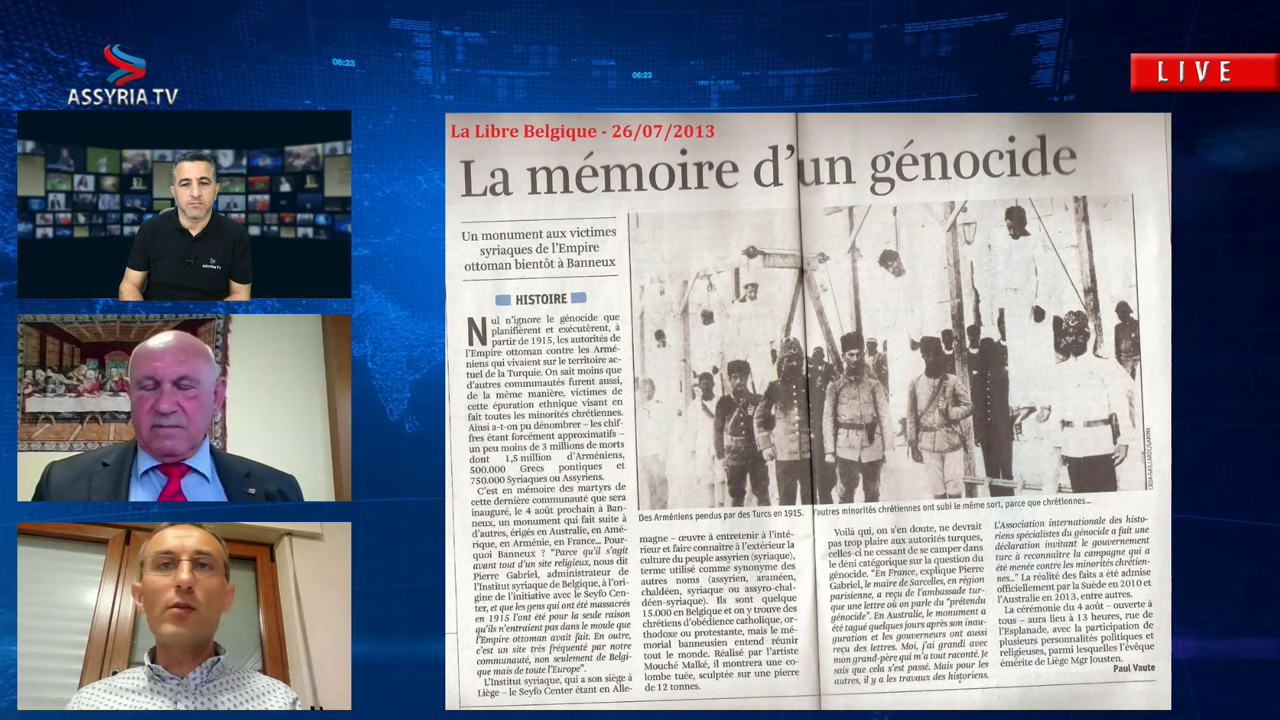 06:23
06:23
ASSYRIA TV
LIVE
ASSYRIA TV
La Libre Belgique - 26/07/2013
La mémoire d'un génocide
Un monument aux victimes
syriaques de l'Empire
ottoman bientôt à Banneux
HISTOIRE
Nul n'ignore le génocide que
planifièrent et exécutèrent, à
partir de 1915, les autorités de
l'Empire ottoman contre les Armé-
niens qui vivaient sur le territoire ac-
tuel de la Turquie. On sait moins que
d'autres communautés furent aussi,
de la même manière, victimes de
cette épuration ethnique visant en
fait toutes les minorités chrétiennes.
Ainsi a-t-on pu dénombrer – les chif-
fres étant forcément approximatifs –
un peu moins de 3 millions de morts
dont 1,5 million d'Arméniens,
500.000 Grecs pontiques et
750.000 Syriaques ou Assyriens.
C'est en mémoire des martyrs de
cette dernière communauté que sera
inauguré, le 4 août prochain à Ban-
neux, un monument qui fait suite à
d'autres, érigés en Australie, en Amé-
rique, en Arménie, en France... Pour-
quoi Banneux ? "Parce qu'il s'agit
avant tout d'un site religieux, nous dit
Pierre Gabriel, administrateur de
l'Institut syriaque de Belgique, à l'ori-
gine de l'initiative avec le Seyfo Cen-
ter, et que les gens qui ont été massacrés
en 1915 l'ont été pour la seule raison
qu'ils n'entraient pas dans le moule que
l'Empire ottoman avait fait. En outre,
c'est un site très fréquenté par notre
communauté, non seulement de Belgi-
que mais de toute l'Europe".
L'Institut syriaque, qui a son siège à
Liège – le Seyfo Center étant en Alle-
CRDA-GAILLARDE/GAMMA
Des Arméniens pendus par des Turcs en 1915.
'autres minorités chrétiennes ont subi le même sort, parce que chrétiennes...
magne – œuvre à entretenir à l'inté-
rieur et faire connaître à l'extérieur la
culture du peuple assyrien (syriaque),
terme utilisé comme synonyme des
autres noms (assyrien, araméen,
chaldéen, syriaque ou assyro-chal-
déen–syriaque). Ils sont quelque
15.000 en Belgique et on y trouve des
chrétiens d'obédience catholique, or-
thodoxe ou protestante, mais le mé-
morial banneusien entend réunir
tout le monde. Réalisé par l'artiste
Mouché Malké, il montrera une co-
lombe tuée, sculptée sur une pierre
de 12 tonnes.
Voilà qui, on s'en doute, ne devrait
pas trop plaire aux autorités turques,
celles-ci ne cessant de se camper dans
le déni catégorique sur la question du
génocide. "En France, explique Pierre
Gabriel, le maire de Sarcelles, en région
parisienne, a reçu de l'ambassade tur-
que une lettre où on parle du "prétendu
génocide". En Australie, le monument a
été tagué quelques jours après son inau-
guration et les gouverneurs ont aussi
reçu des lettres. Moi, j'ai grandi avec
mon grand-père qui m'a tout raconté. Je
sais que cela s'est passé. Mais pour les
autres, il y a les travaux des historiens.
L'Association internationale des histo-
riens spécialistes du génocide a fait une
déclaration invitant le gouvernement
turc à reconnaître la campagne qui a
été menée contre les minorités chrétien-
nes..." La réalité des faits a été admise
officiellement par la Suède en 2010 et
l'Australie en 2013, entre autres.
La cérémonie du 4 août – ouverte à
tous – aura lieu à 13 heures, rue de
l'Esplanade, avec la participation de
plusieurs personnalités politiques et
religieuses, parmi lesquelles l'évêque
émérite de Liège Mgr Jousten.
Paul Vaute